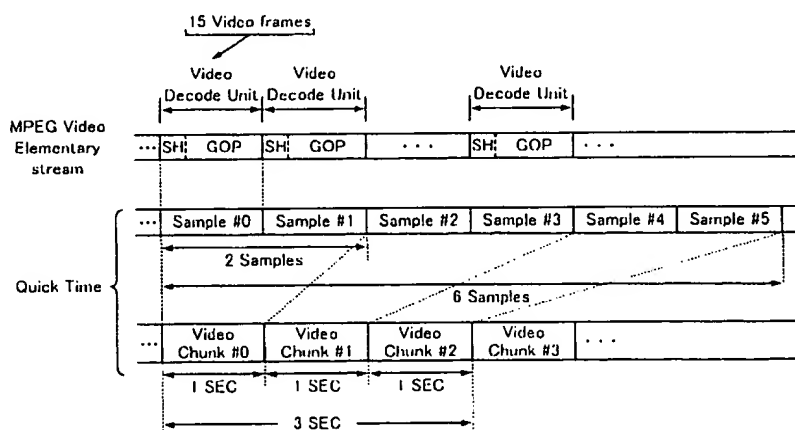 15 Video frames
Video
Decode Unit
Video
Decode Unit
Video
Decode Unit
MPEG Video
Elementary
stream
... SH GOP SH GOP ... SH GOP ...
... Sample #0 Sample #1 Sample #2 Sample #3 Sample #4 Sample #5
2 Samples
Quick Time
6 Samples
... Video
Chunk #0
Video
Chunk #1
Video
Chunk #2
Video
Chunk #3
...
1 SEC 1 SEC 1 SEC
3 SEC